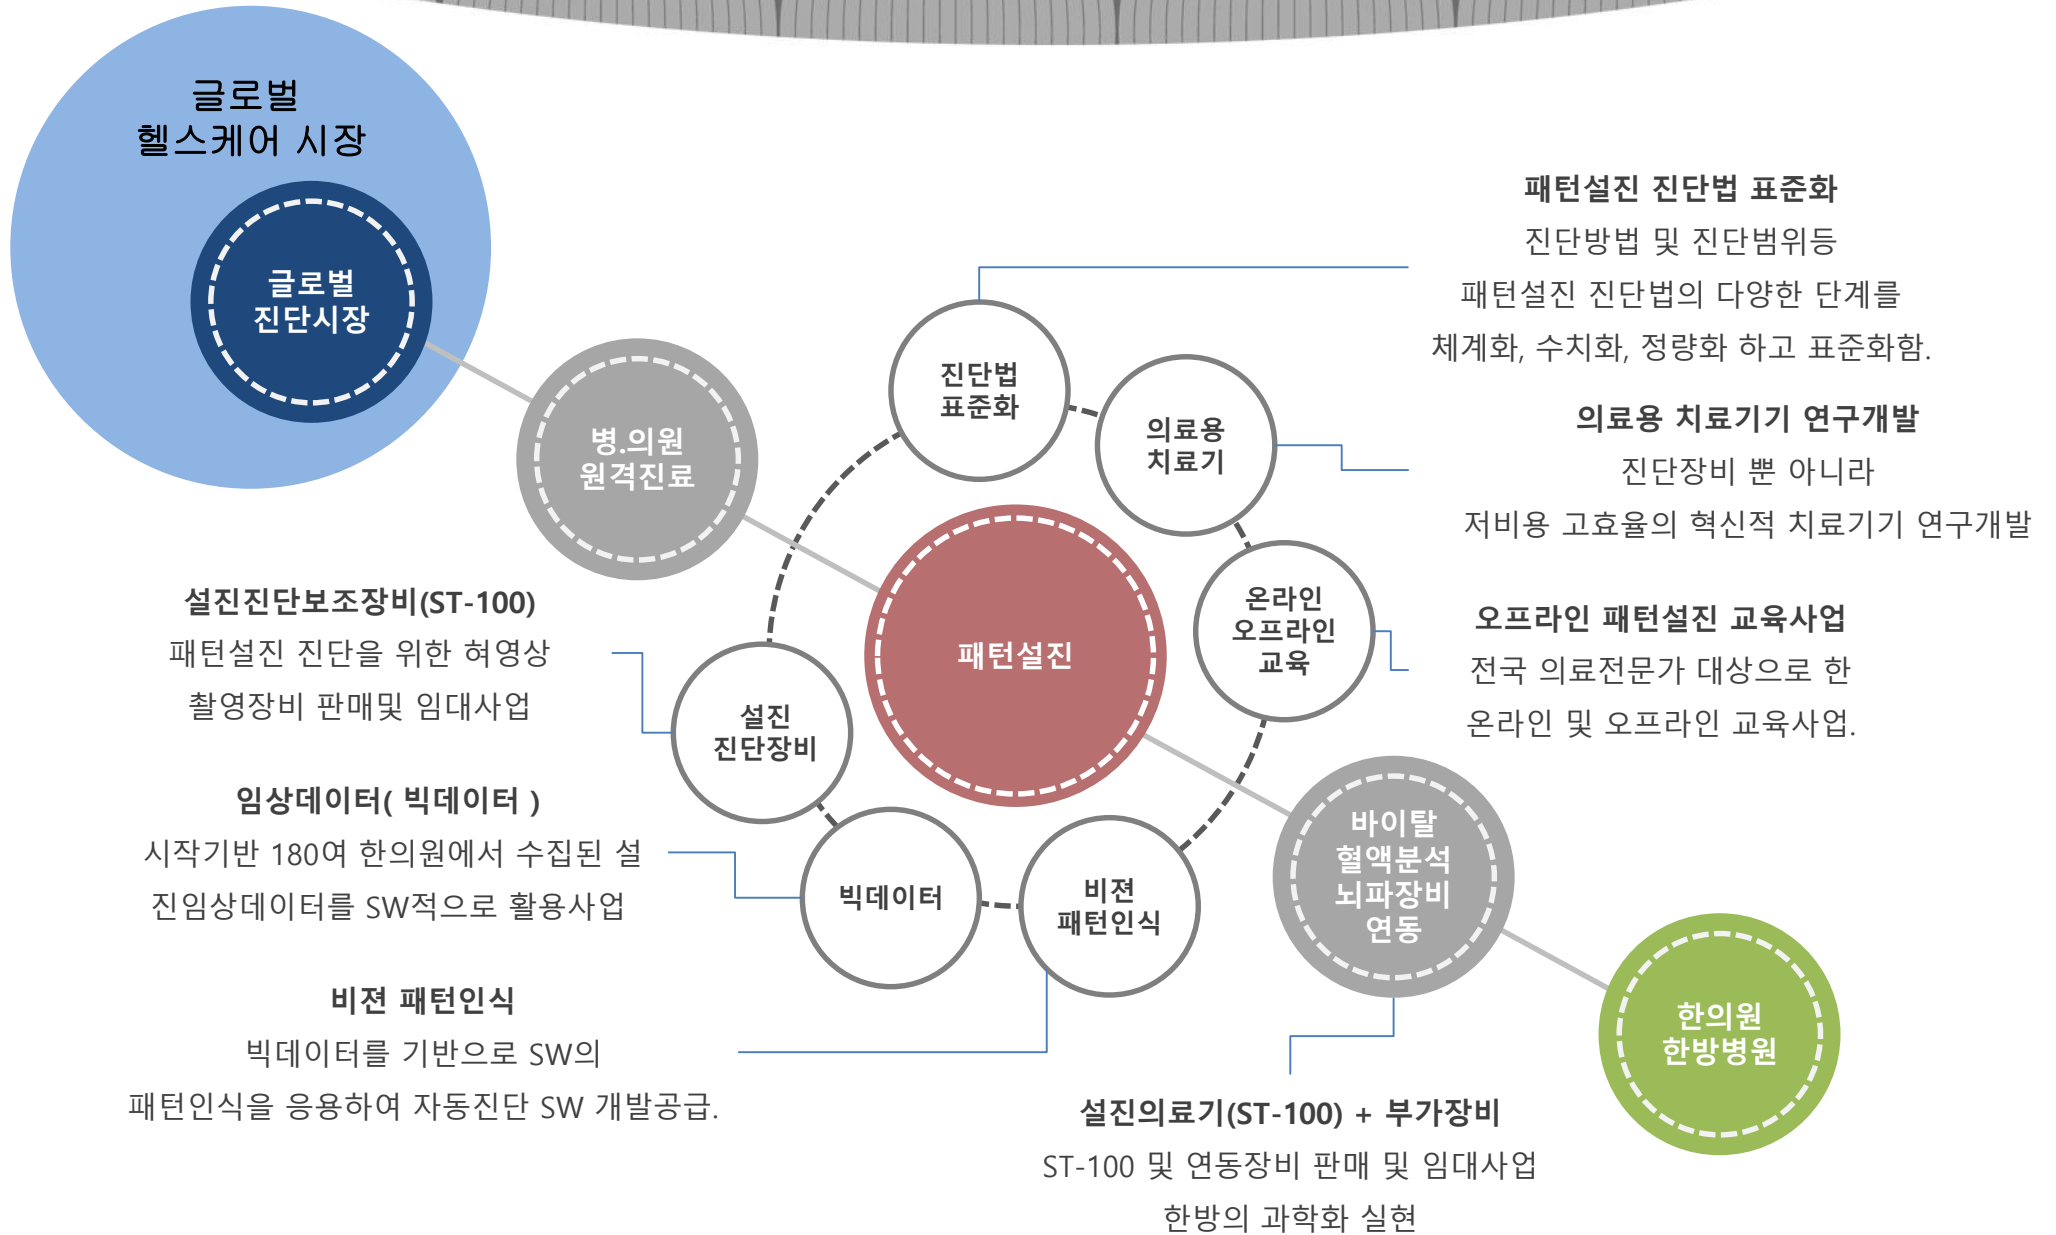 글로벌
헬스케어 시장
글로벌
진단시장
병.의원
원격진료
패턴설진
바이탈
혈액분석
뇌파장비
연동
한의원
한방병원
진단법
표준화
의료용
치료기
온라인
오프라인
교육
비젼
패턴인식
빅데이터
설진
진단장비
패턴설진 진단법 표준화
진단방법 및 진단범위등
패턴설진 진단법의 다양한 단계를
체계화, 수치화, 정량화 하고 표준화함.
의료용 치료기기 연구개발
진단장비 뿐 아니라
저비용 고효율의 혁신적 치료기기 연구개발
오프라인 패턴설진 교육사업
전국 의료전문가 대상으로 한
온라인 및 오프라인 교육사업.
설진진단보조장비(ST-100)
패턴설진 진단을 위한 혀영상
촬영장비 판매및 임대사업
임상데이터( 빅데이터 )
시작기반 180여 한의원에서 수집된 설
진임상데이터를 SW적으로 활용사업
비젼 패턴인식
빅데이터를 기반으로 SW의
패턴인식을 응용하여 자동진단 SW 개발공급.
설진의료기(ST-100) + 부가장비
ST-100 및 연동장비 판매 및 임대사업
한방의 과학화 실현